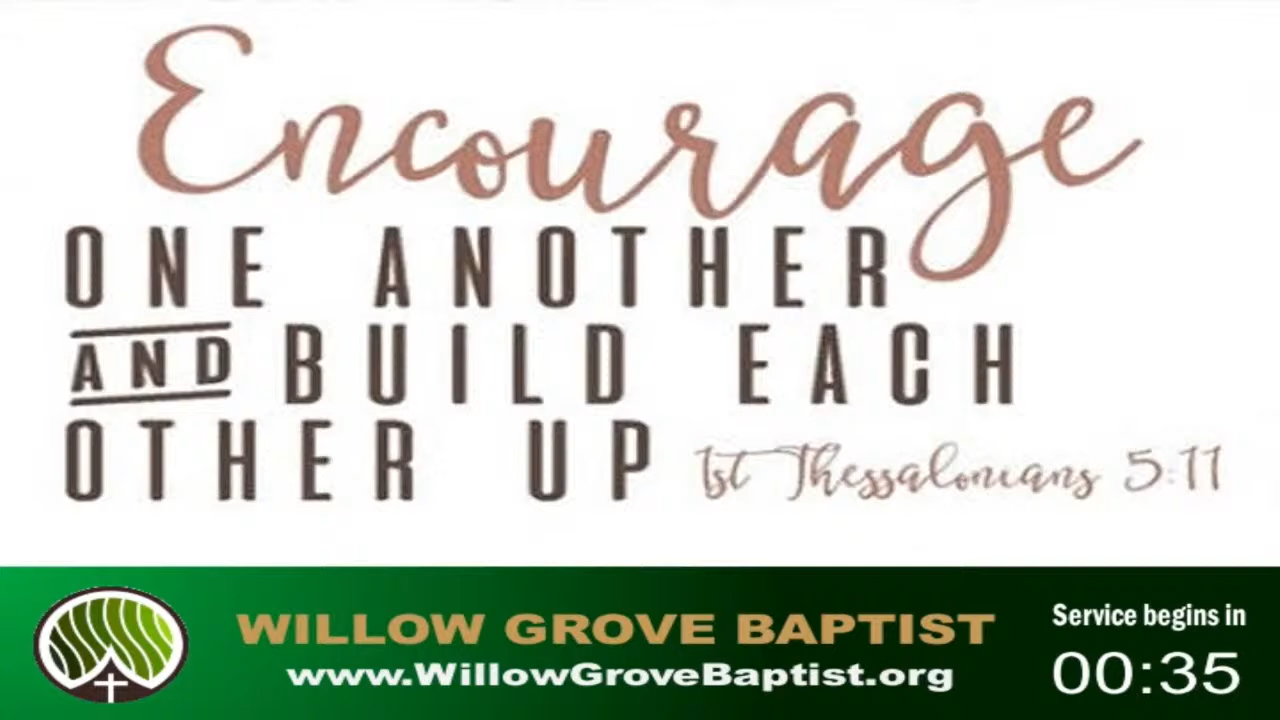 Encourage
ONE ANOTHER
AND BUILD EACH
OTHER UP 1st Thessalonians 5:11
WILLOW GROVE BAPTIST
www.WillowGroveBaptist.org
Service begins in
00:35